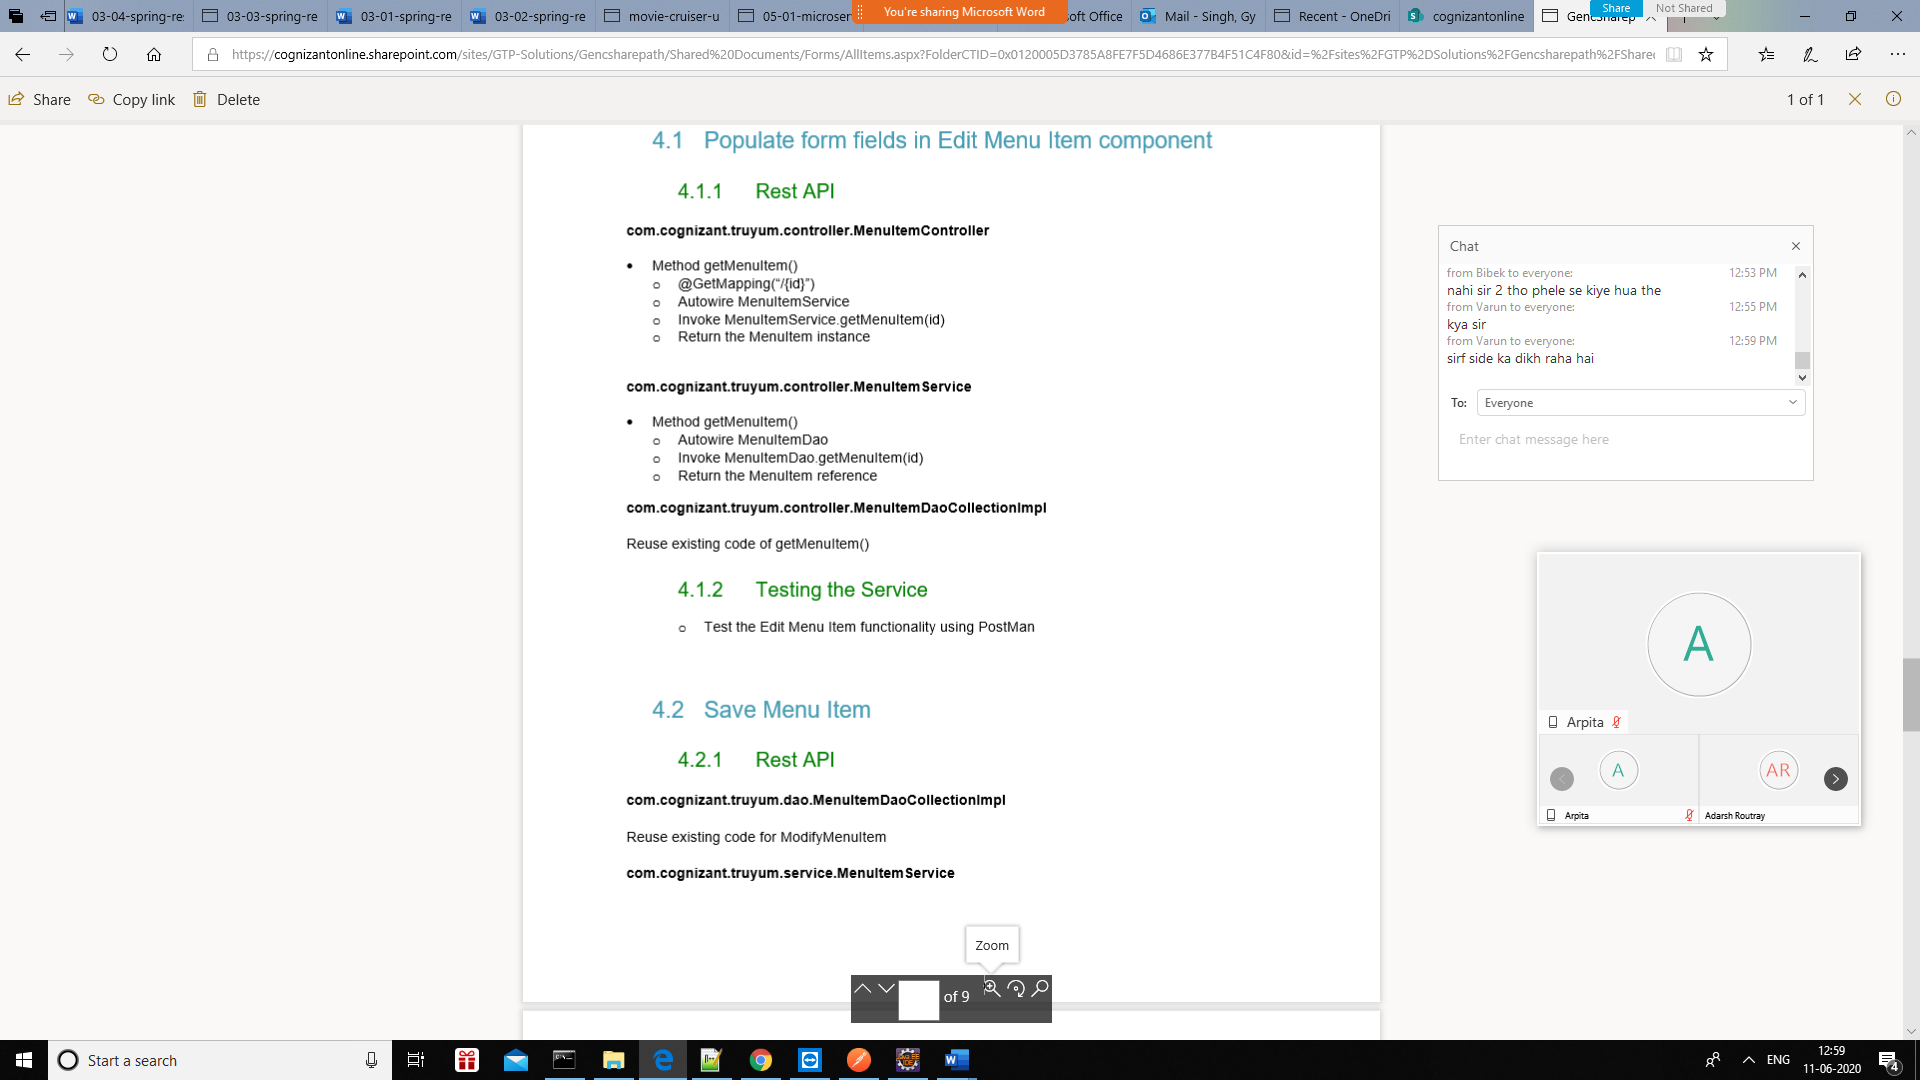 03-04-spring-re
03-03-spring-re
03-01-spring-re
03-02-spring-re
movie-cruiser-u
05-01-microser
You're sharing Microsoft Word
oft Office
Mail - Singh, Gy
Recent - OneDri
cognizantonline
Gencsharep
Share
Not Shared
https://cognizantonline.sharepoint.com/sites/GTP-Solutions/Gencsharepath/Shared%20Documents/Forms/AllItems.aspx?FolderCTID=0x0120005D3785A8FE7F5D4686E377B4F51C4F80&id=%2Fsites%2FGTP%2DSolutions%2FGencsharepath%2FShared
Share
Copy link
Delete
1 of 1
4.1 Populate form fields in Edit Menu Item component
4.1.1 Rest API
com.cognizant.truyum.controller.MenuItemController
• Method getMenuItem()
o @GetMapping("/{id}")
o Autowire MenuItemService
o Invoke MenuItemService.getMenuItem(id)
o Return the MenuItem instance
com.cognizant.truyum.controller.MenuItemService
• Method getMenuItem()
o Autowire MenuItemDao
o Invoke MenuItemDao.getMenuItem(id)
o Return the MenuItem reference
com.cognizant.truyum.controller.MenuItemDaoCollectionImpl
Reuse existing code of getMenuItem()
4.1.2 Testing the Service
o Test the Edit Menu Item functionality using PostMan
4.2 Save Menu Item
4.2.1 Rest API
com.cognizant.truyum.dao.MenuItemDaoCollectionImpl
Reuse existing code for ModifyMenuItem
com.cognizant.truyum.service.MenuItemService
Zoom
of 9
Chat
from Bibek to everyone: 12:53 PM
nahi sir 2 tho phele se kiye hua the
from Varun to everyone: 12:55 PM
kya sir
from Varun to everyone: 12:59 PM
sirf side ka dikh raha hai
To: Everyone
Enter chat message here
A
Arpita
A
AR
Arpita
Adarsh Routray
Start a search
ENG
12:59
11-06-2020
4